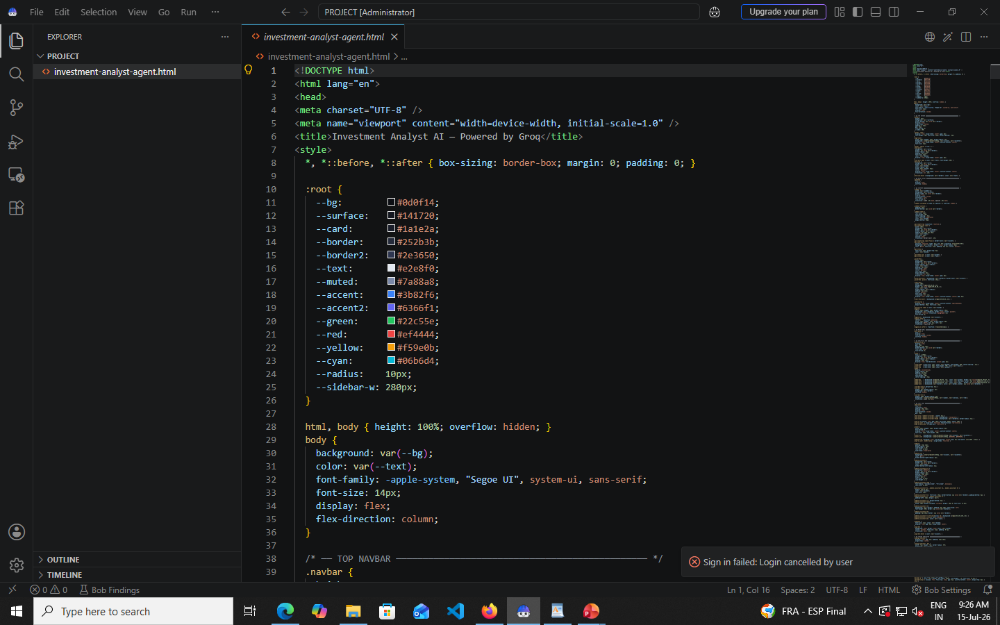 File Edit Selection View Go Run ···
PROJECT [Administrator]
Upgrade your plan
EXPLORER
PROJECT
investment-analyst-agent.html
OUTLINE
TIMELINE
investment-analyst-agent.html
investment-analyst-agent.html > ...
1 <!DOCTYPE html>
2 <html lang="en">
3 <head>
4 <meta charset="UTF-8" />
5 <meta name="viewport" content="width=device-width, initial-scale=1.0" />
6 <title>Investment Analyst AI — Powered by Groq</title>
7 <style>
8 *, *::before, *::after { box-sizing: border-box; margin: 0; padding: 0; }
9
10 :root {
11 --bg: #0d0f14;
12 --surface: #141720;
13 --card: #1a1e2a;
14 --border: #252b3b;
15 --border2: #2e3650;
16 --text: #e2e8f0;
17 --muted: #7a88a8;
18 --accent: #3b82f6;
19 --accent2: #6366f1;
20 --green: #22c55e;
21 --red: #ef4444;
22 --yellow: #f59e0b;
23 --cyan: #06b6d4;
24 --radius: 10px;
25 --sidebar-w: 280px;
26 }
27
28 html, body { height: 100%; overflow: hidden; }
29 body {
30 background: var(--bg);
31 color: var(--text);
32 font-family: -apple-system, "Segoe UI", system-ui, sans-serif;
33 font-size: 14px;
34 display: flex;
35 flex-direction: column;
36 }
37
38 /* ── TOP NAVBAR ─────────────────────────────────────────────── */
39 .navbar {
Sign in failed: Login cancelled by user
0 0 Bob Findings
Ln 1, Col 16 Spaces: 2 UTF-8 LF HTML Bob Settings
Type here to search
FRA - ESP Final
ENG
IN
9:26 AM
15-Jul-26